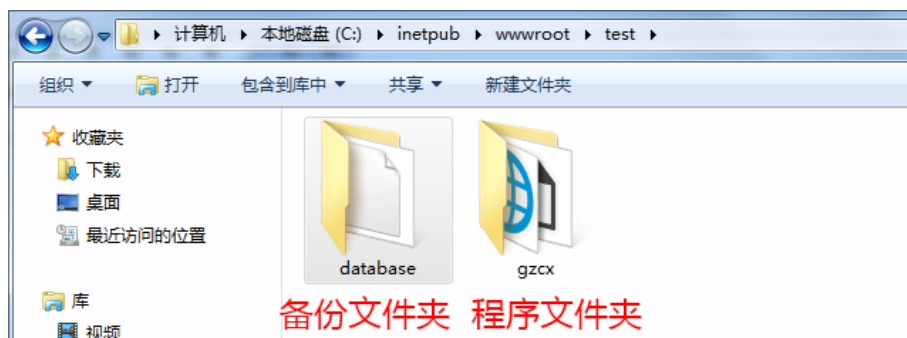 计算机 ▸ 本地磁盘 (C:) ▸ inetpub ▸ wwwroot ▸ test ▸
组织 打开 包含到库中 共享 新建文件夹
收藏夹
下载
桌面
最近访问的位置
库
视频
database gzcx
备份文件夹 程序文件夹